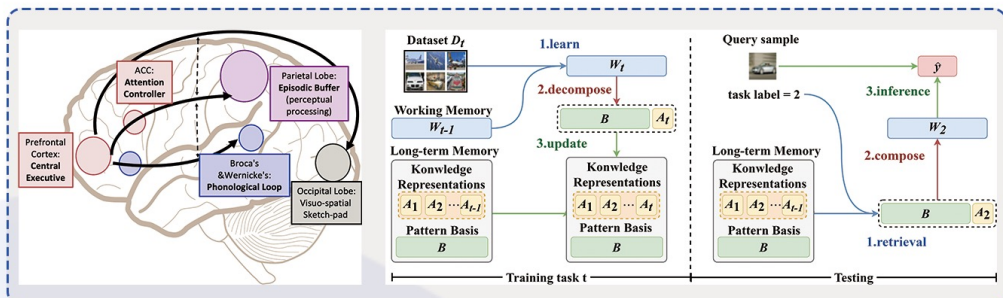 ACC:
Attention
Controller
Parietal Lobe:
Episodic Buffer
(perceptual
processing)
Prefrontal
Cortex:
Central
Executive
Broca's
&Wernicke's:
Phonological Loop
Occipital Lobe:
Visuo-spatial
Sketch-pad
Dataset D_t
1.learn
W_t
2.decompose
Working Memory
W_{t-1}
B
A_t
3.update
Long-term Memory
Konwledge
Representations
A_1 A_2 ···A_{t-1}
Pattern Basis
B
Konwledge
Representations
A_1 A_2 ···A_t
Pattern Basis
B
Training task t
Query sample
ŷ
3.inference
task label = 2
W_2
2.compose
Long-term Memory
Konwledge
Representations
A_1 A_2 ···A_{t-1}
Pattern Basis
B
B
A_2
1.retrieval
Testing